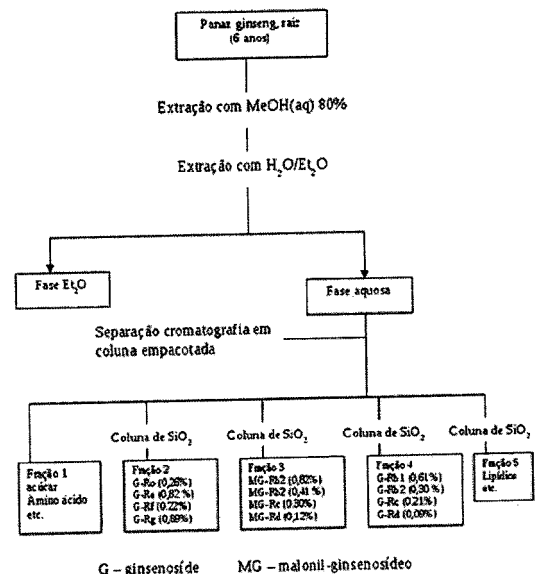 Panax ginseng, raiz
(6 anos)
Extração com MeOH(aq) 80%
Extração com H₂O/Et₂O
Fase Et₂O
Fase aquosa
Separação cromatografia em
coluna empacotada
Coluna de SiO₂
Coluna de SiO₂
Coluna de SiO₂
Coluna de SiO₂
Fração 1
acúcar
Amino ácido
etc.
Fração 2
G-Ro (0,26%)
G-Re (0,82 %)
G-Rf (0.22%)
G-Rg (0,89%)
Fração 3
MG-Rb2 (0,82%)
MG-Rb2 (0,41 %)
MG-Rc (0.30%)
MG-Rd (0,12%)
Fração 4
G-Rb1 (0,61%)
G-Rb2 (0,30 %)
G-Rc (0.21%)
G-Rd (0,09%)
Fração 5
Lipídios
etc.
G – ginsenosíde
MG – malonil-ginsenosídeo